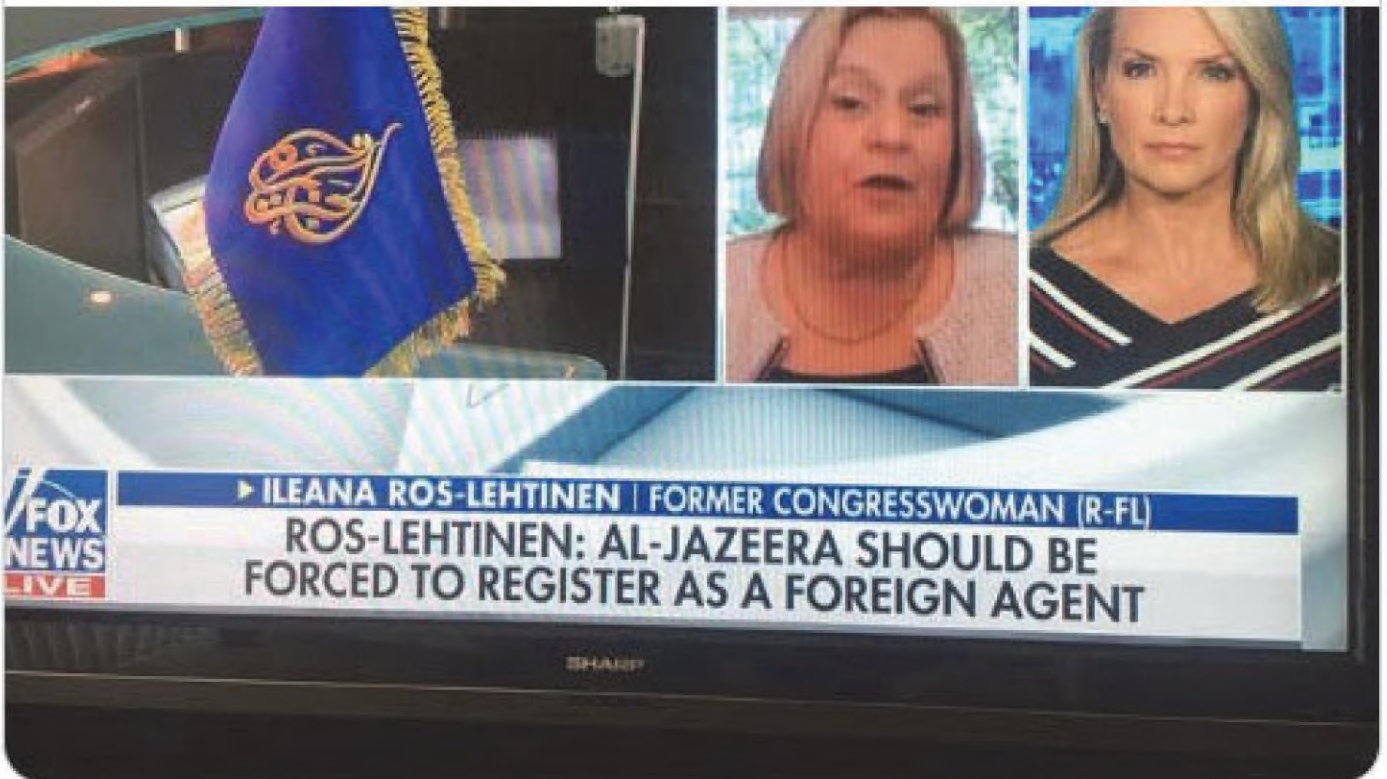 ILEANA ROS-LEHTINEN | FORMER CONGRESSWOMAN (R-FL)
FOX
NEWS
LIVE
ROS-LEHTINEN: AL-JAZEERA SHOULD BE
FORCED TO REGISTER AS A FOREIGN AGENT
SHARP